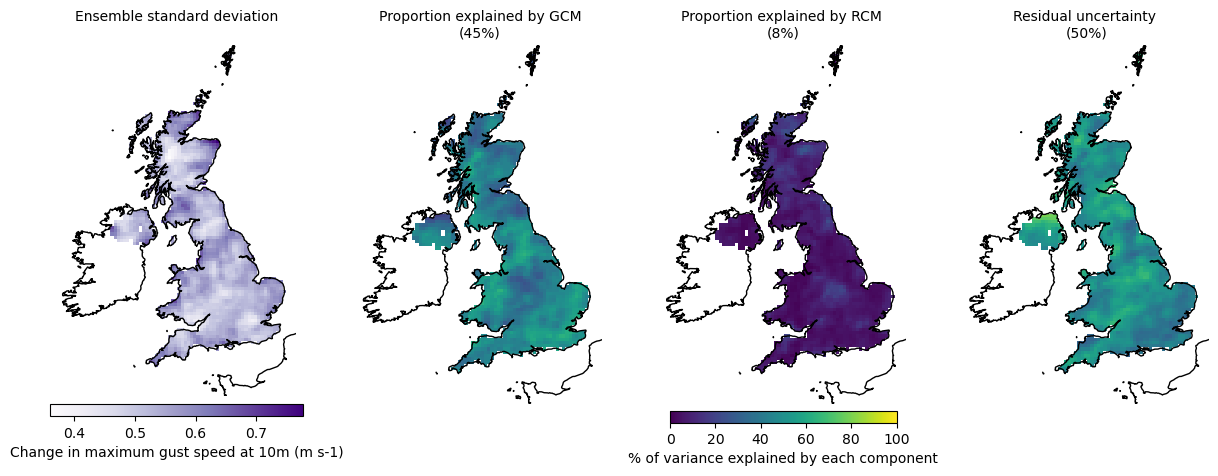 Ensemble standard deviation
Proportion explained by GCM
(45%)
Proportion explained by RCM
(8%)
Residual uncertainty
(50%)
0.4 0.5 0.6 0.7
Change in maximum gust speed at 10m (m s-1)
0 20 40 60 80 100
% of variance explained by each component